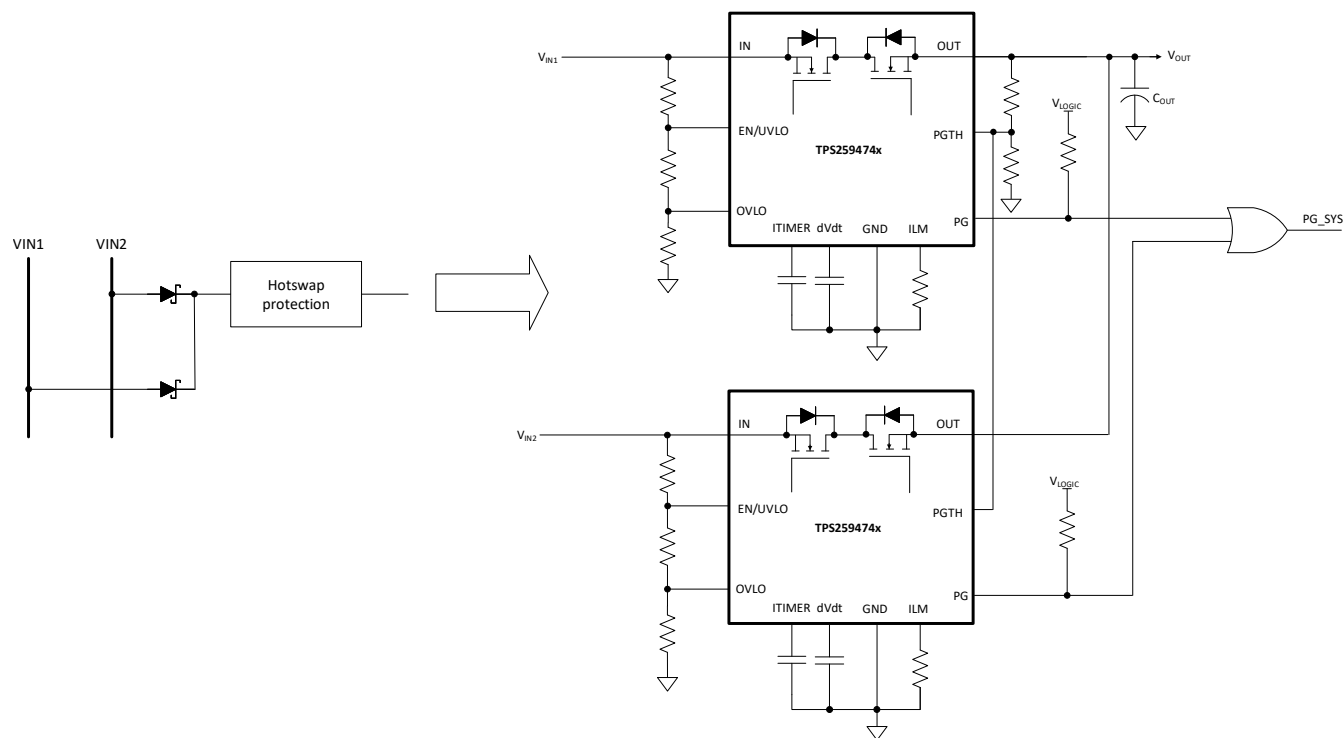 VIN1
VIN2
Hotswap
protection
VIN1
IN
OUT
VOUT
COUT
VLOGIC
EN/UVLO
PGTH
TPS259474x
OVLO
PG
ITIMER dVdt GND ILM
PG_SYS
VIN2
IN
OUT
VLOGIC
EN/UVLO
PGTH
TPS259474x
OVLO
PG
ITIMER dVdt GND ILM